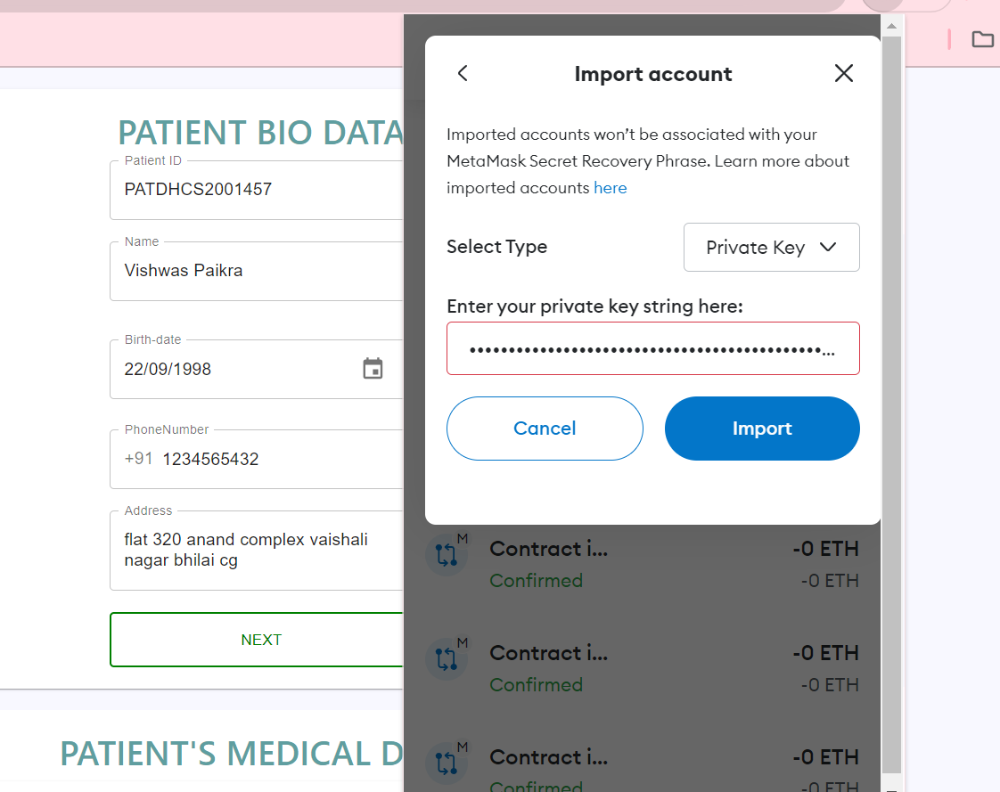 PATIENT BIO DATA
Patient ID
PATDHCS2001457
Name
Vishwas Paikra
Birth-date
22/09/1998
PhoneNumber
+91 1234565432
Address
flat 320 anand complex vaishali
nagar bhilai cg
NEXT
PATIENT'S MEDICAL D
Import account
Imported accounts won’t be associated with your
MetaMask Secret Recovery Phrase. Learn more about
imported accounts here
Select Type
Private Key
Enter your private key string here:
••••••••••••••••••••••••••••••••••••••••••••••...
Cancel
Import
M
Contract i... -0 ETH
Confirmed -0 ETH
M
Contract i... -0 ETH
Confirmed -0 ETH
M
Contract i... -0 ETH
Confirmed -0 ETH